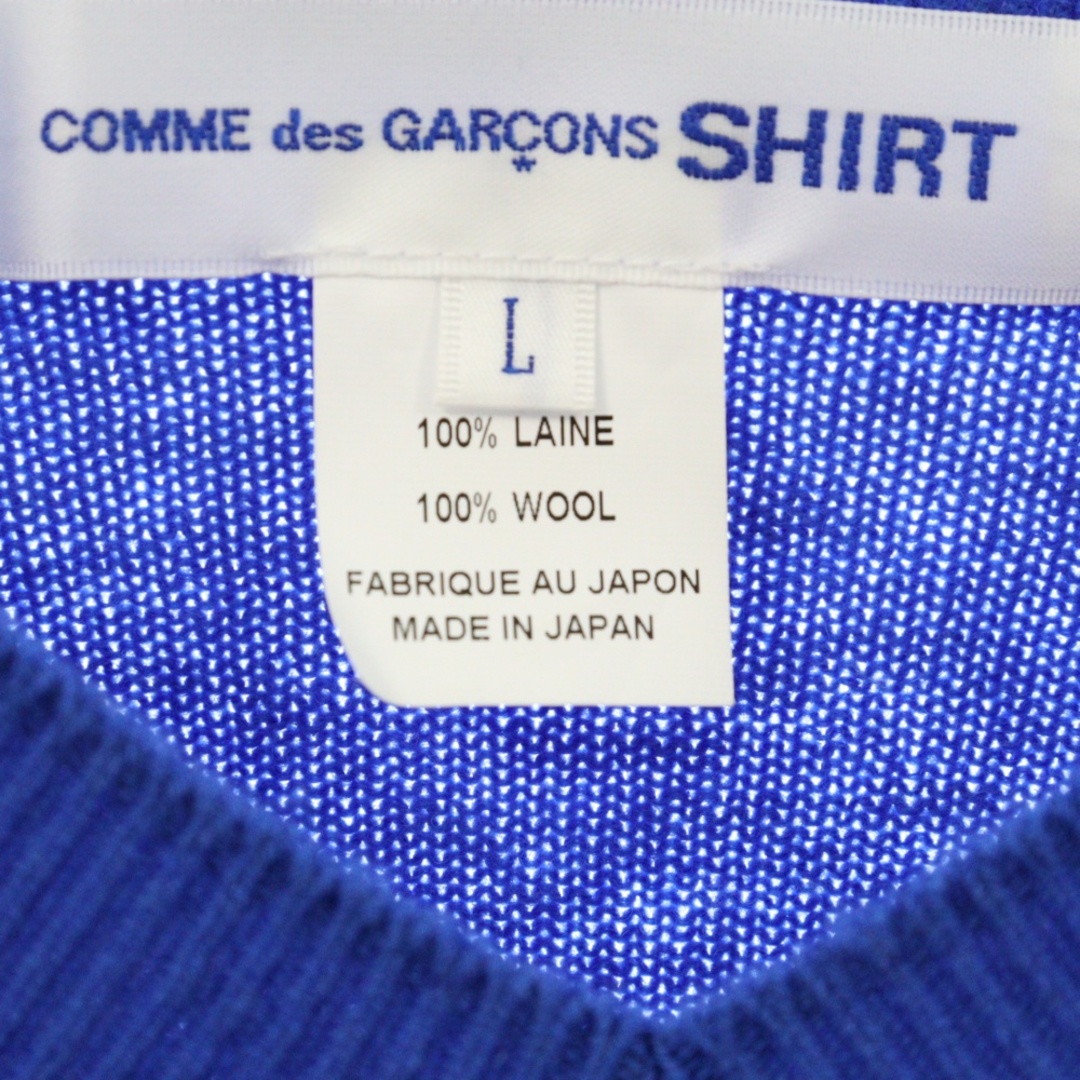 COMME des GARÇONS SHIRT
*
L
100% LAINE
100% WOOL
FABRIQUE AU JAPON
MADE IN JAPAN